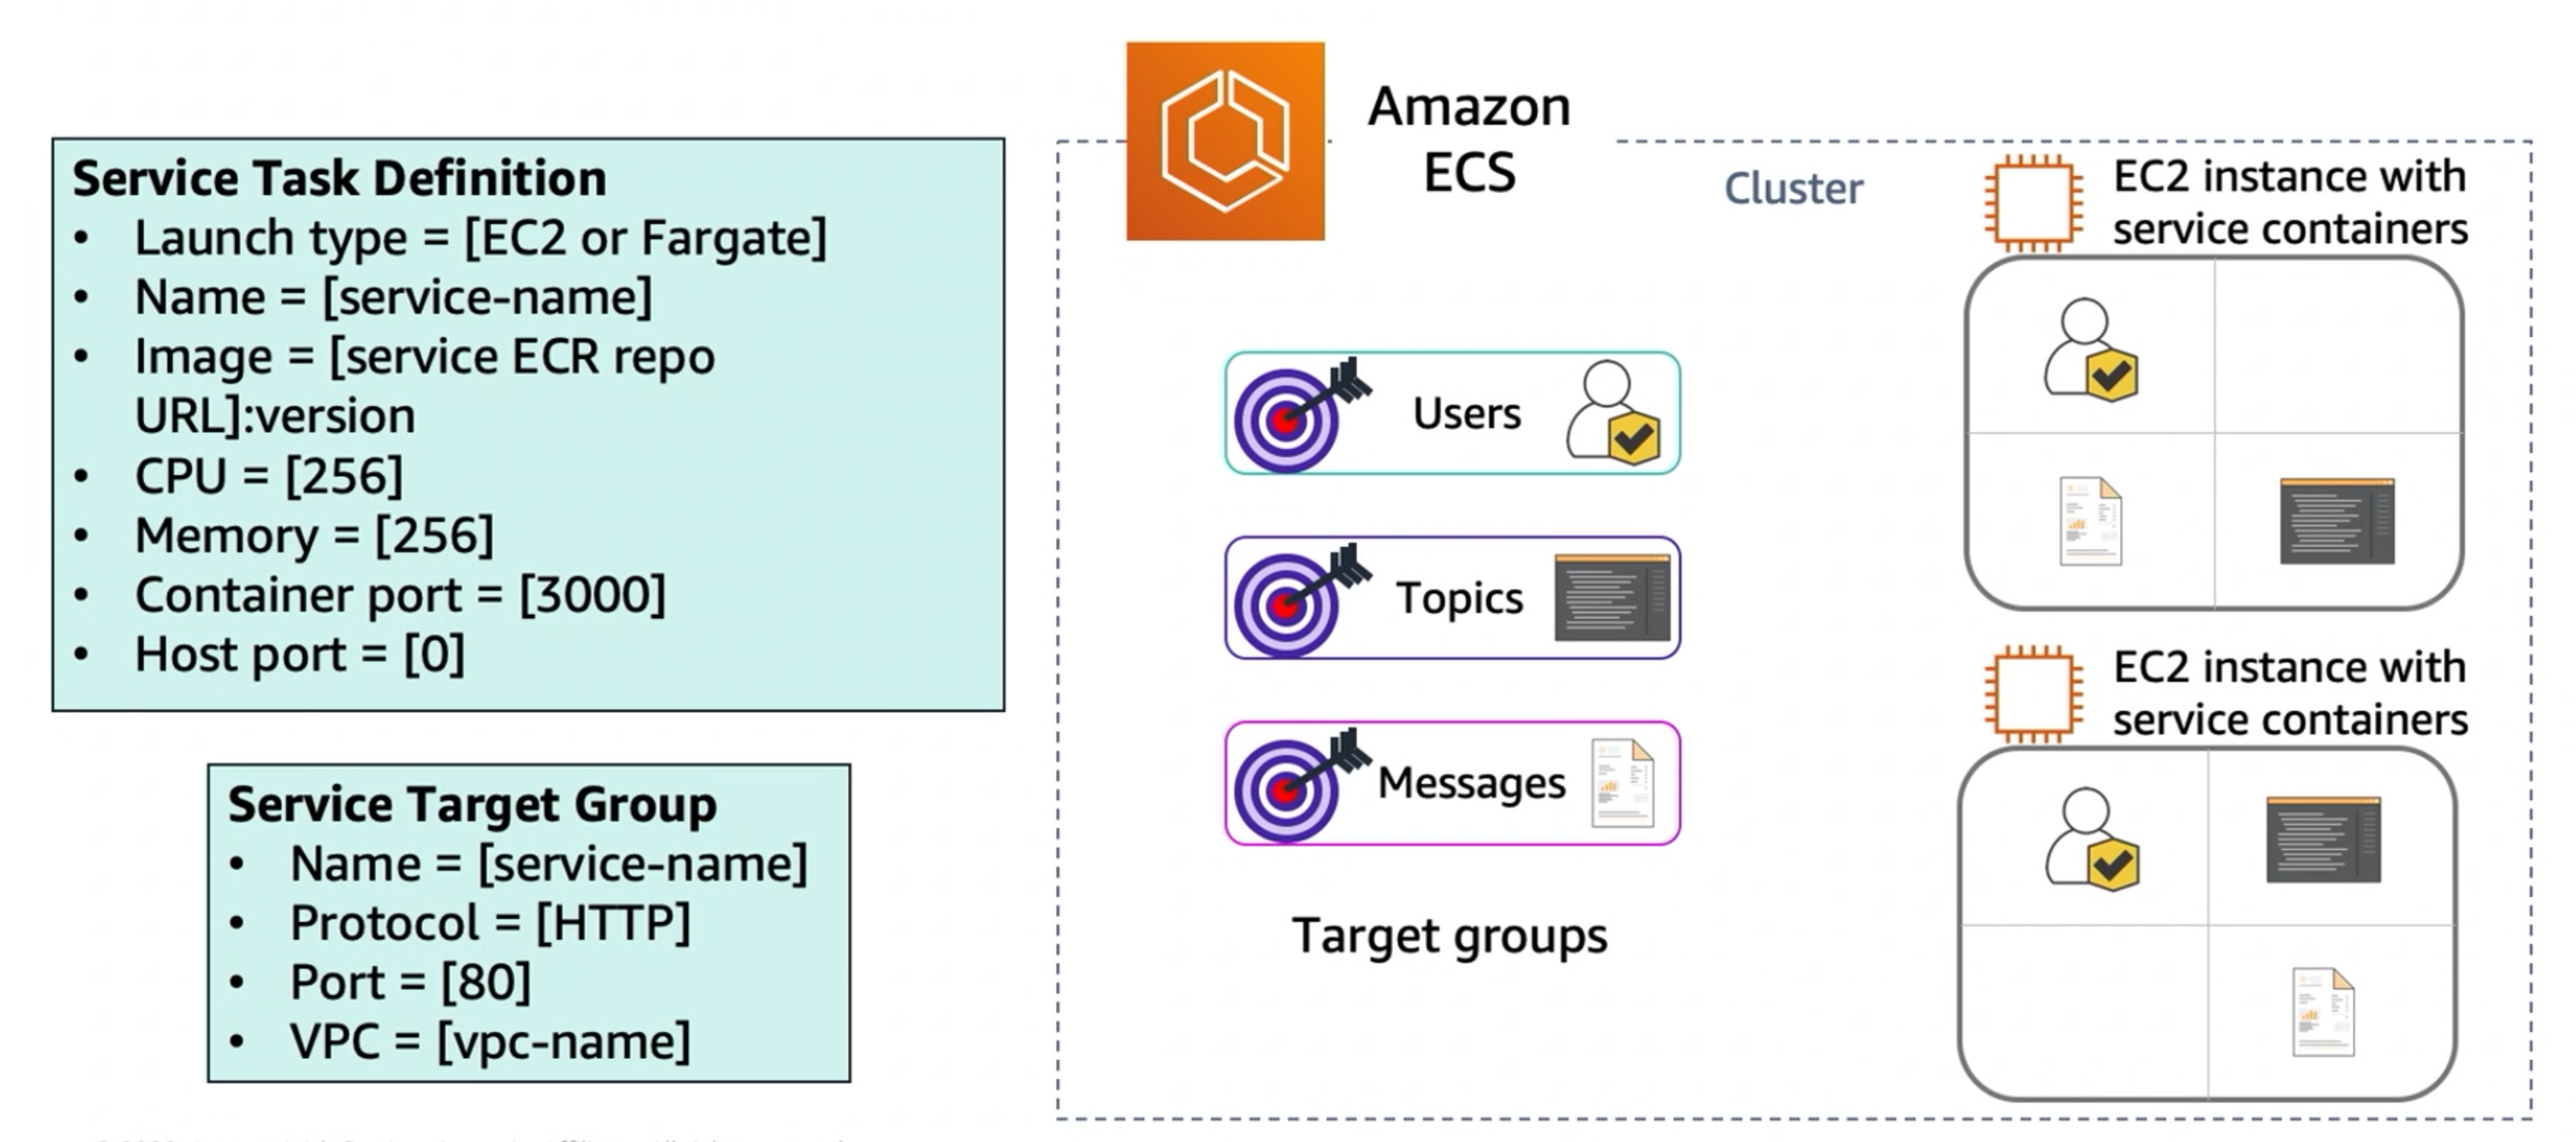 Service Task Definition
• Launch type = [EC2 or Fargate]
• Name = [service-name]
• Image = [service ECR repo
URL]:version
• CPU = [256]
• Memory = [256]
• Container port = [3000]
• Host port = [0]
Service Target Group
• Name = [service-name]
• Protocol = [HTTP]
• Port = [80]
• VPC = [vpc-name]
Amazon
ECS
Cluster
Users
Topics
Messages
Target groups
EC2 instance with
service containers
EC2 instance with
service containers